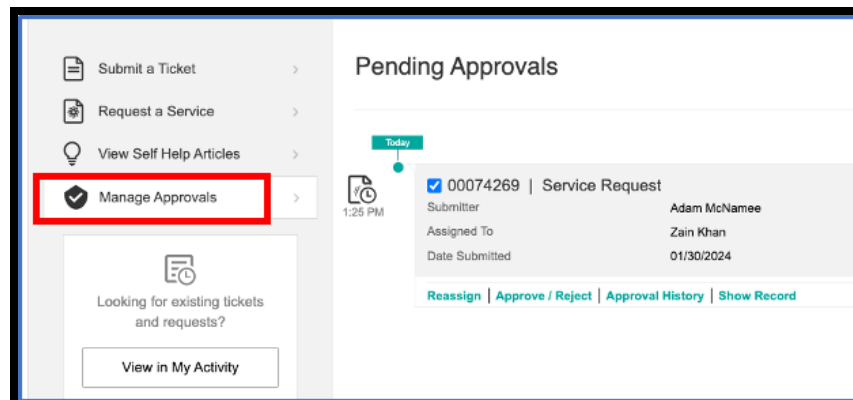 Submit a Ticket
Request a Service
View Self Help Articles
Manage Approvals
Looking for existing tickets
and requests?
View in My Activity
Pending Approvals
Today
1:25 PM
00074269 | Service Request
Submitter Adam McNamee
Assigned To Zain Khan
Date Submitted 01/30/2024
Reassign | Approve / Reject | Approval History | Show Record